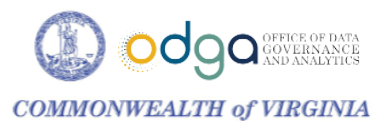 odga
OFFICE OF DATA
GOVERNANCE
AND ANALYTICS
COMMONWEALTH of VIRGINIA